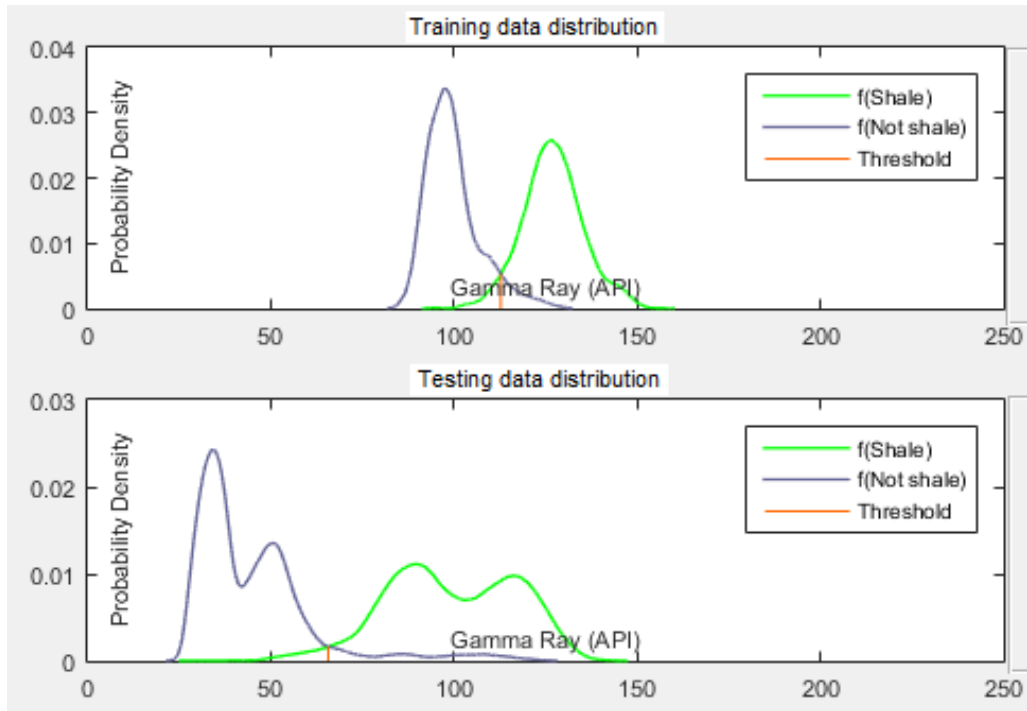 Training data distribution
0.04
0.03
0.02
0.01
0
Probability Density
f(Shale)
f(Not shale)
Threshold
Gamma Ray (API)
0 50 100 150 200 250
Testing data distribution
0.03
0.02
0.01
0
Probability Density
f(Shale)
f(Not shale)
Threshold
Gamma Ray (API)
0 50 100 150 200 250